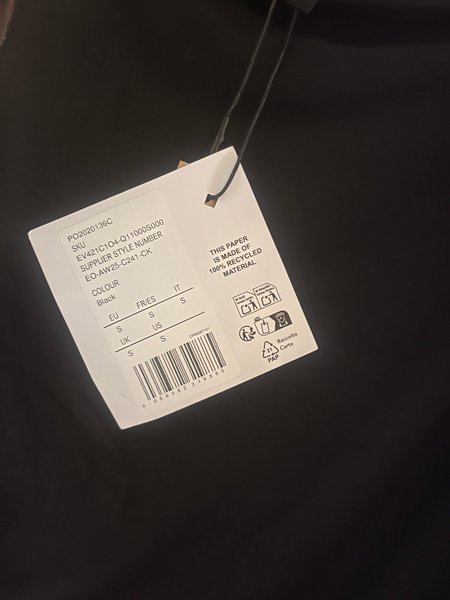 PO2020136C
SKU
EV421C1O4-Q11000S000
SUPPLIER STYLE NUMBER
EO-AW25-C241-CK
COLOUR
Black
EU FR/ES IT
S S S
UK US
S S
THIS PAPER
IS MADE OF
100% RECYCLED
MATERIAL
21
PAP
Raccolta
Carta